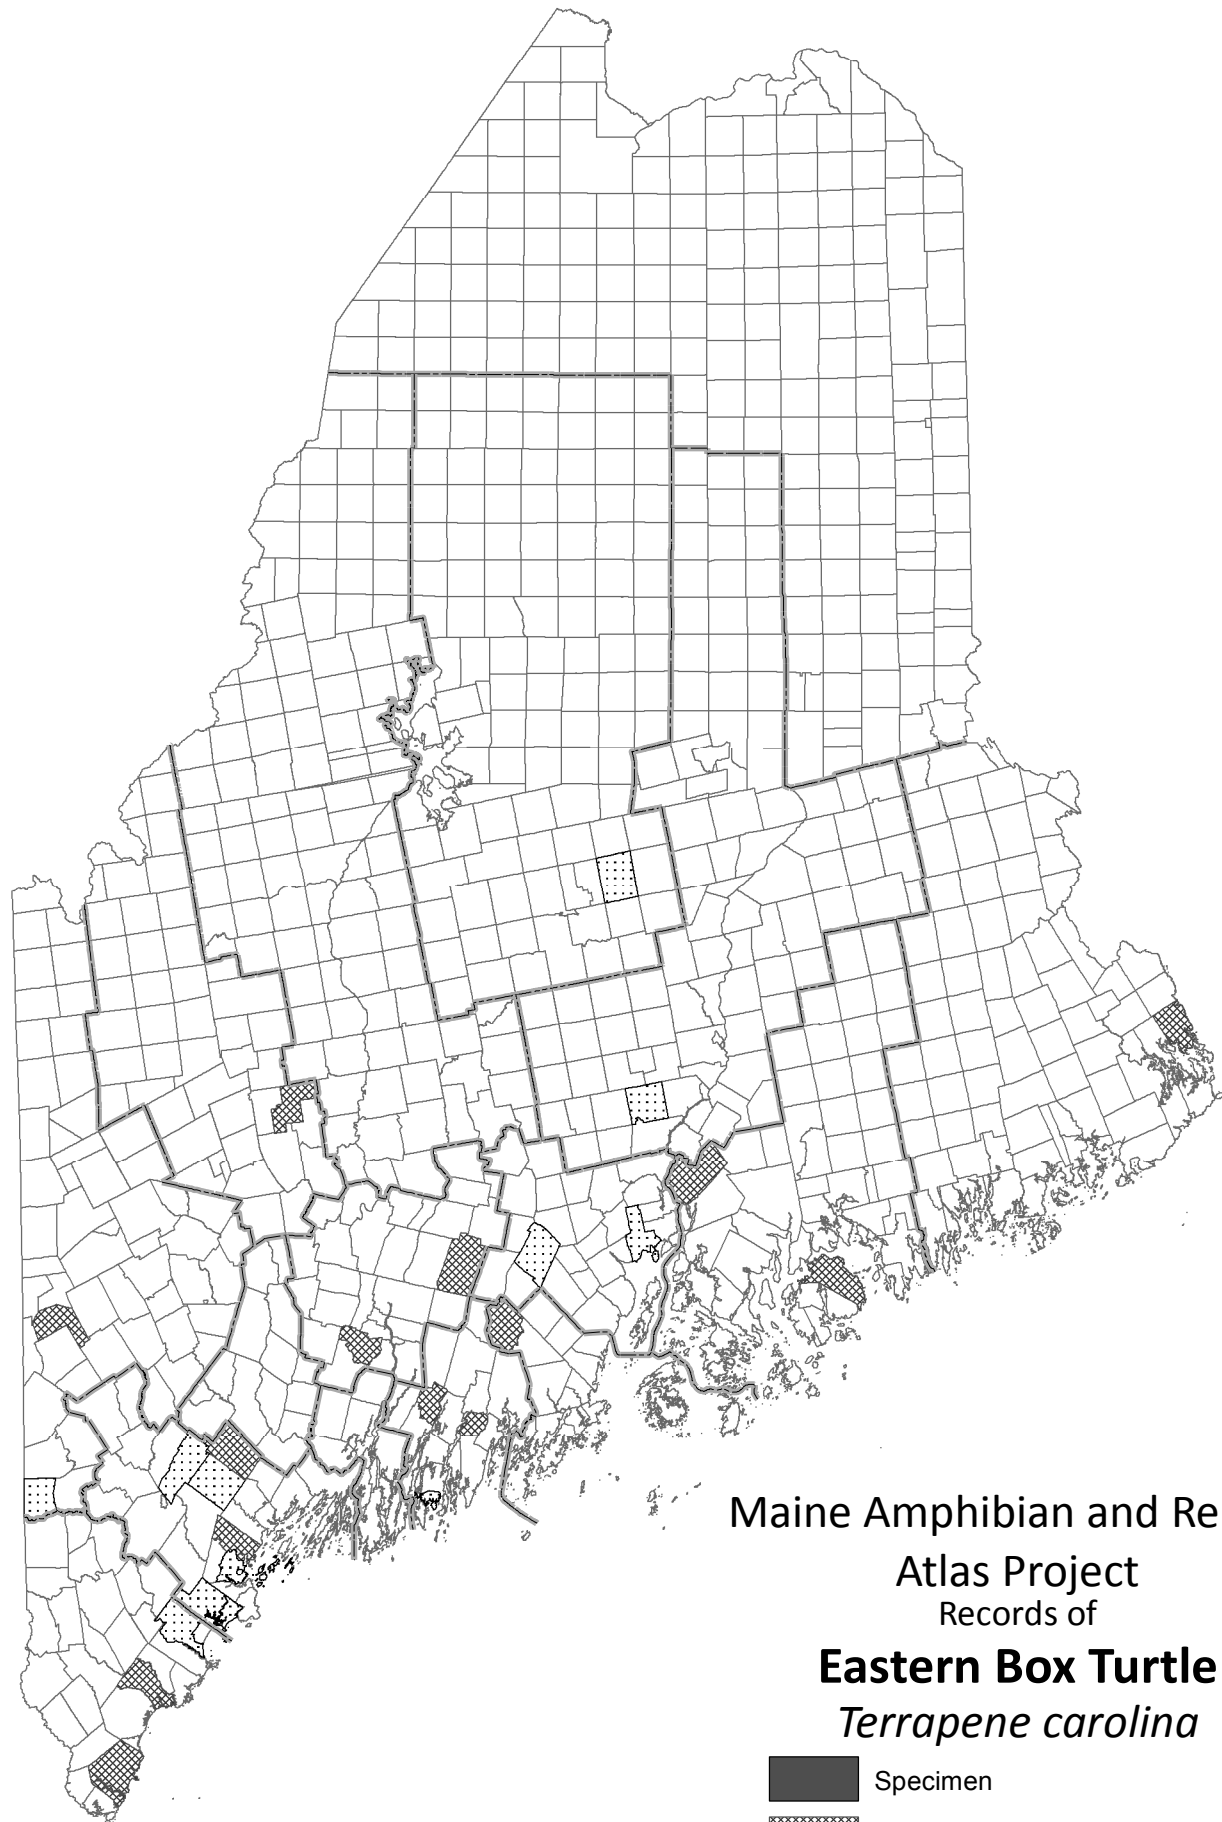 Maine Amphibian and Re
Atlas Project
Records of
Eastern Box Turtle
Terrapene carolina
Specimen